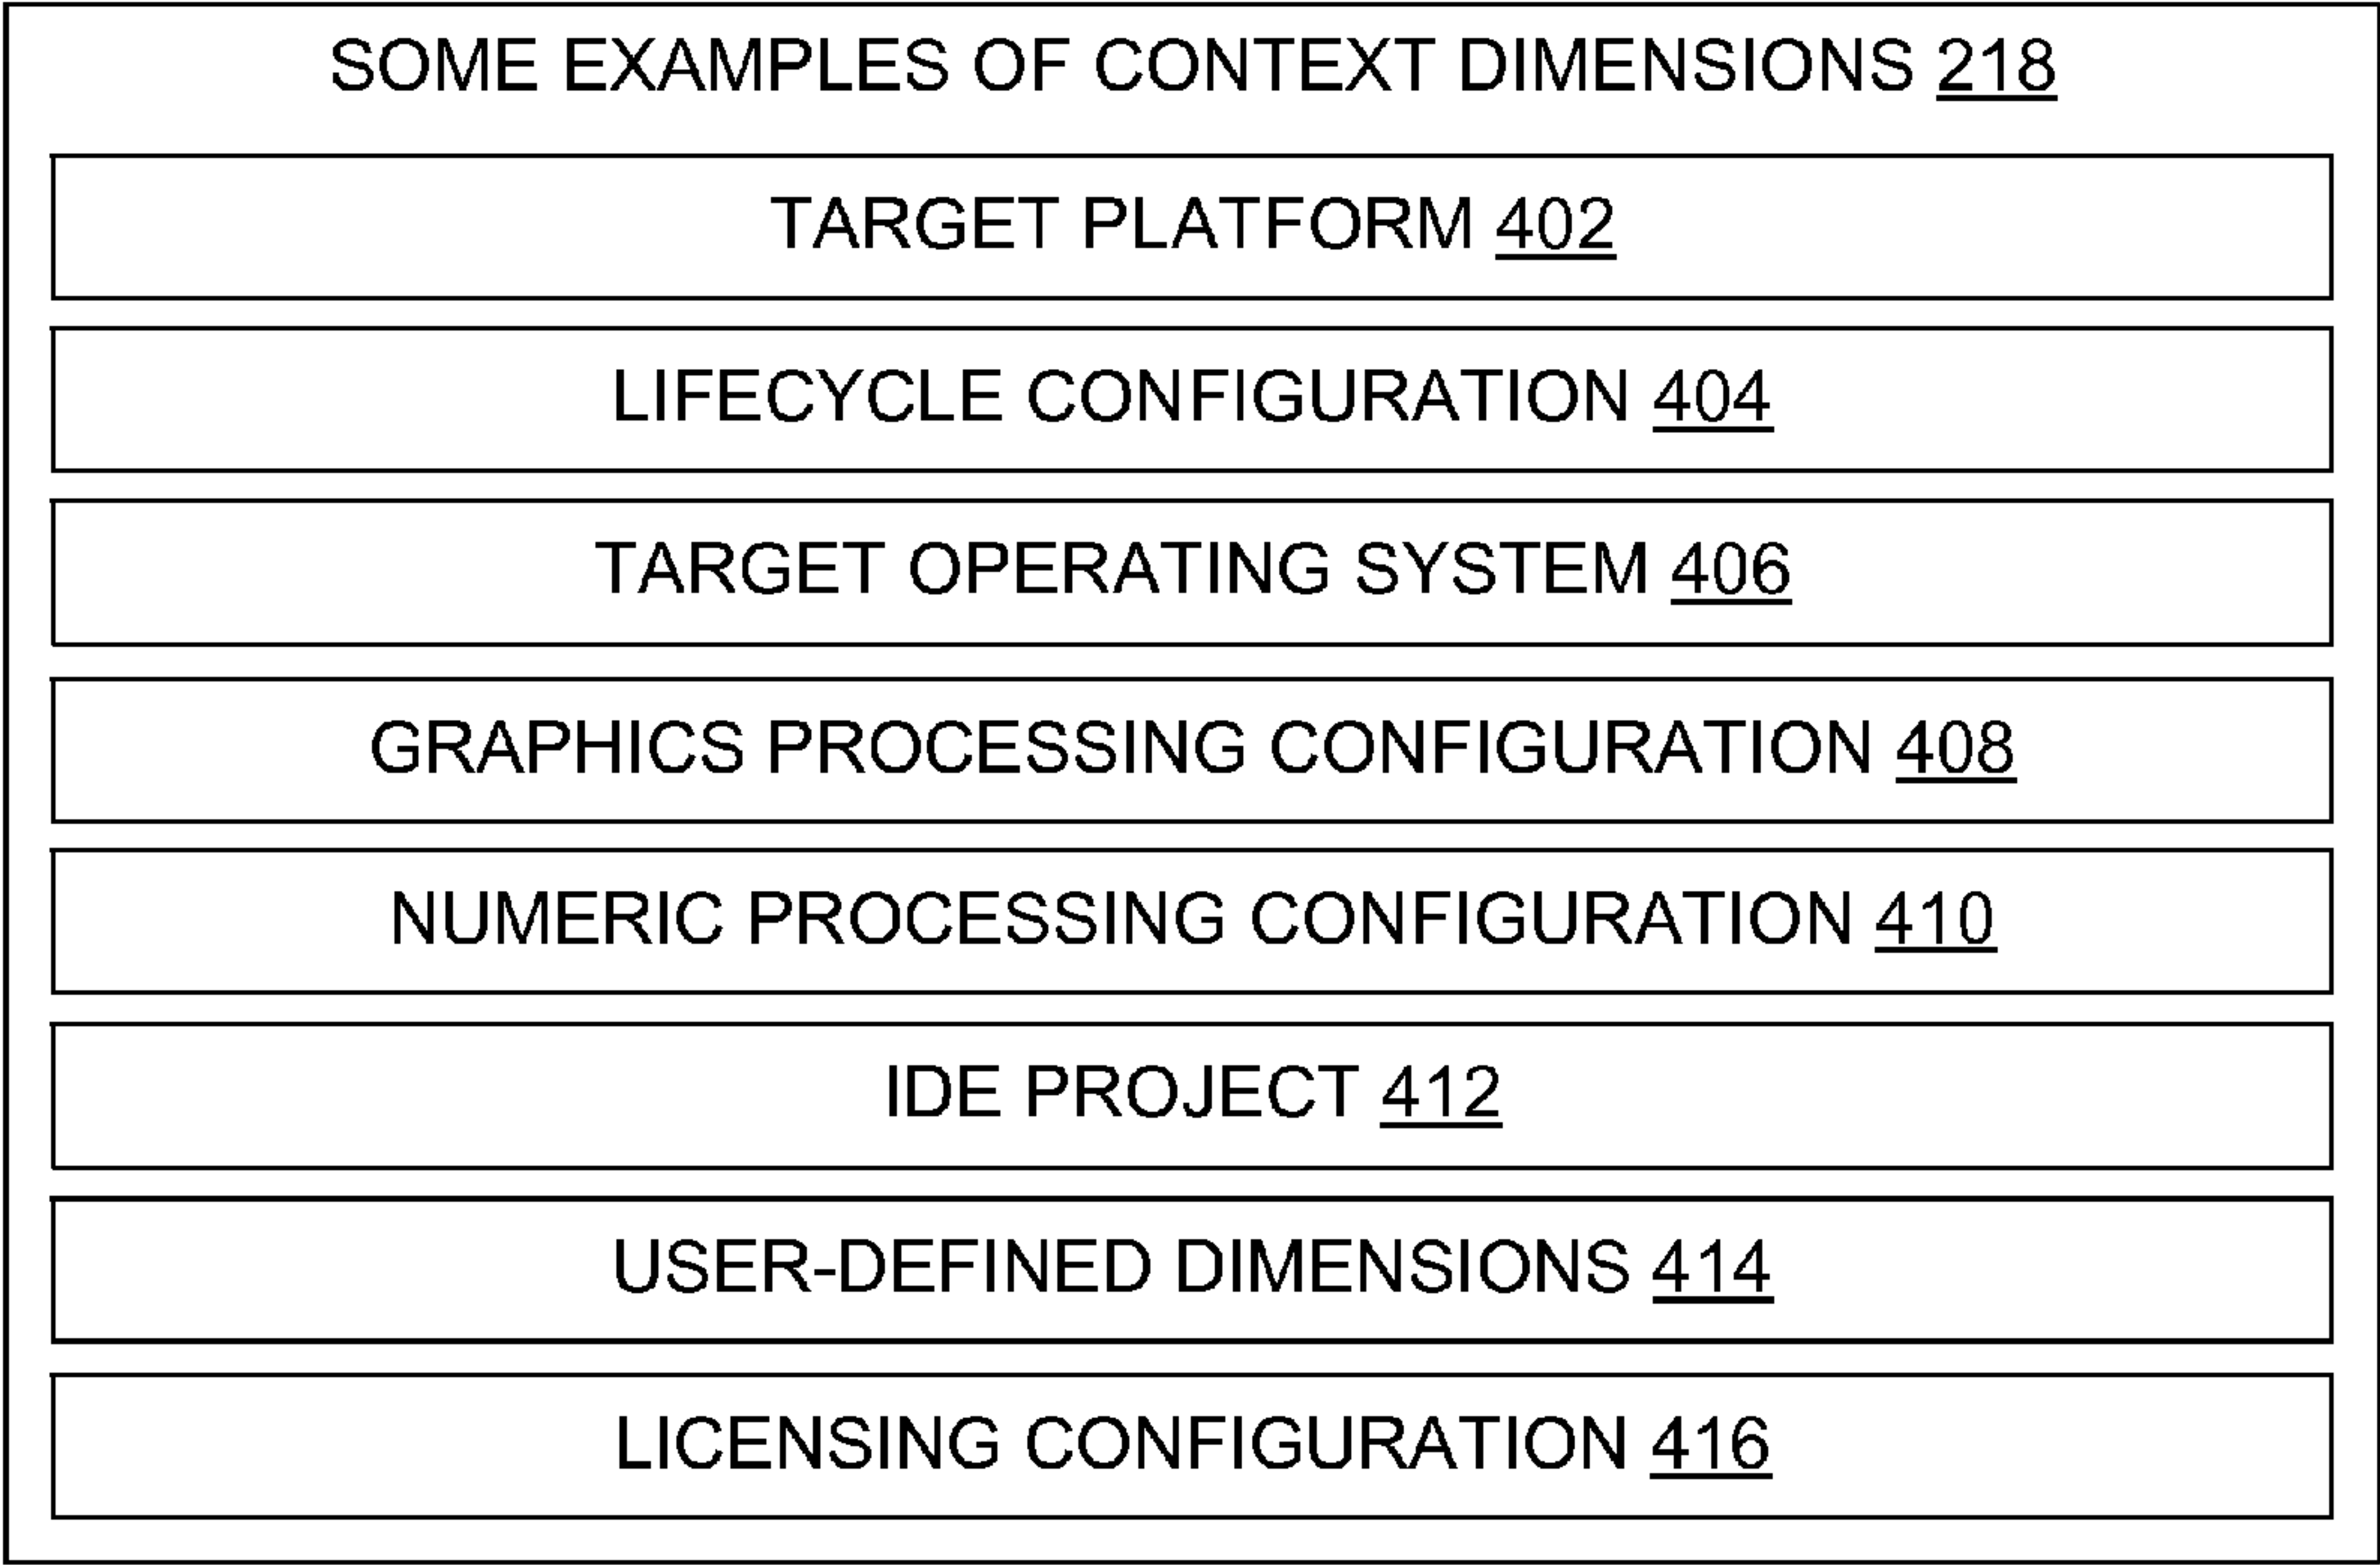 SOME EXAMPLES OF CONTEXT DIMENSIONS 218
TARGET PLATFORM 402
LIFECYCLE CONFIGURATION 404
TARGET OPERATING SYSTEM 406
GRAPHICS PROCESSING CONFIGURATION 408
NUMERIC PROCESSING CONFIGURATION 410
IDE PROJECT 412
USER-DEFINED DIMENSIONS 414
LICENSING CONFIGURATION 416